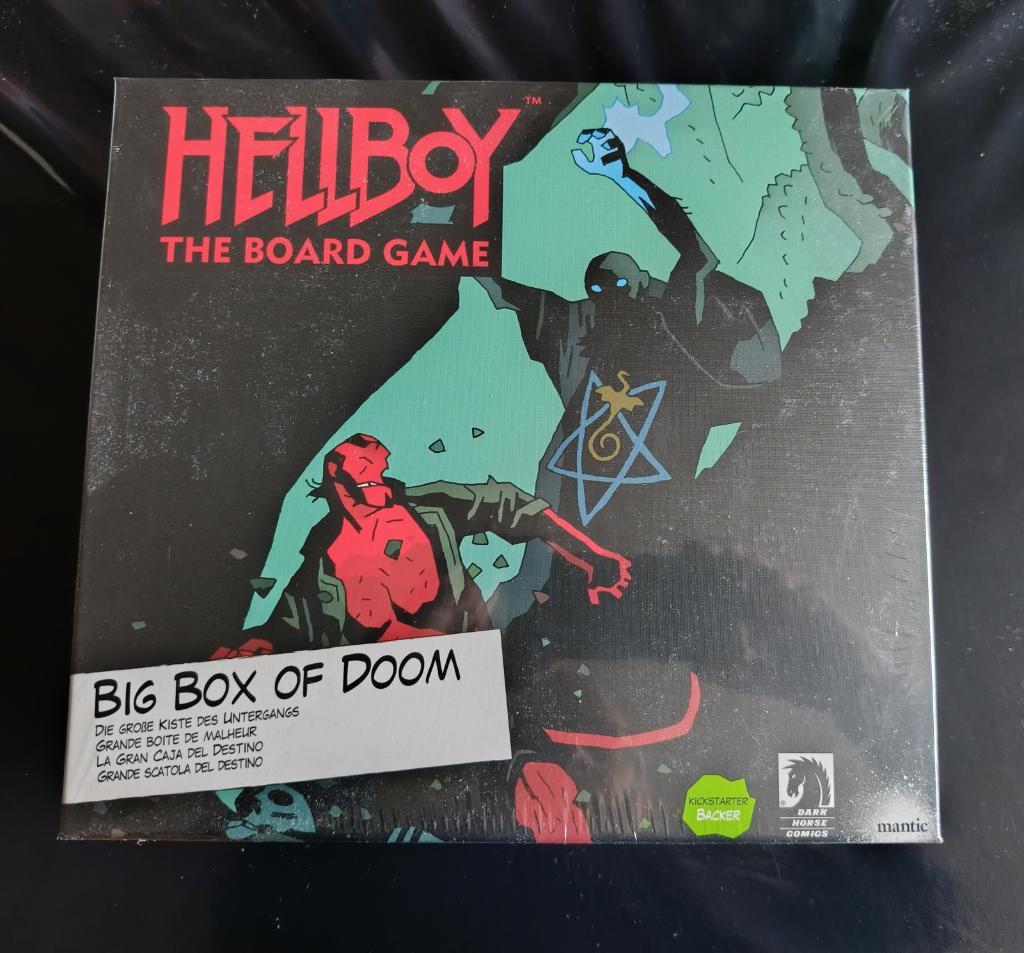 HELLBOY™
THE BOARD GAME
BIG BOX OF DOOM
DIE GROßE KISTE DES UNTERGANGS
GRANDE BOITE DE MALHEUR
LA GRAN CAJA DEL DESTINO
GRANDE SCATOLA DEL DESTINO
KICKSTARTER
BACKER
®
DARK
HORSE
COMICS
mantic